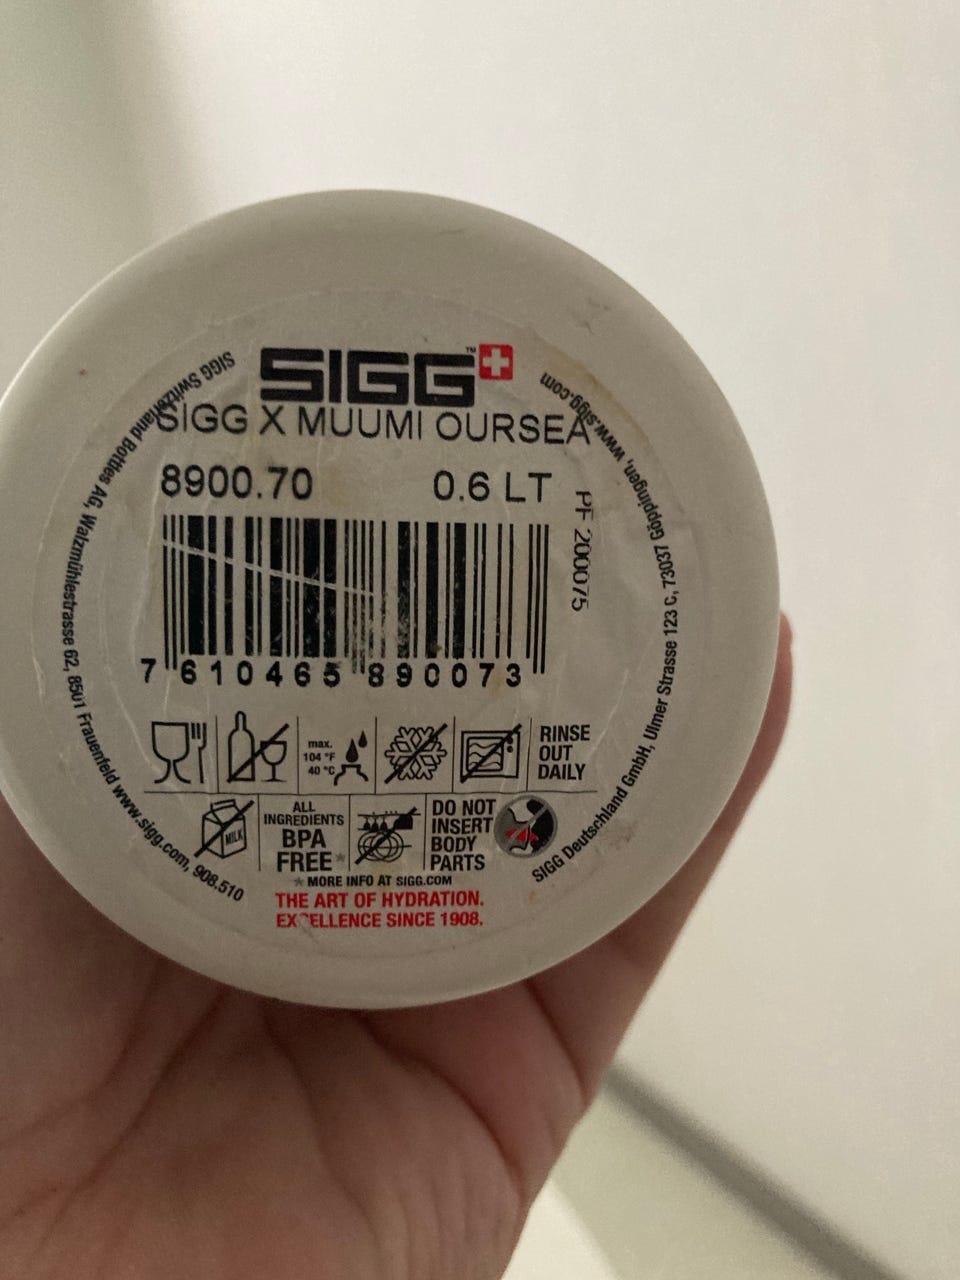 SIGG™
SIGG X MUUMI OURSEA
8900.70 0.6 LT
PF 200075
7 610465 890073
max.
104 °F
40 °C
RINSE
OUT
DAILY
MILK
ALL
INGREDIENTS
BPA
FREE*
DO NOT
INSERT
BODY
PARTS
* MORE INFO AT SIGG.COM
THE ART OF HYDRATION.
EXCELLENCE SINCE 1908.
SIGG Switzerland Bottles AG, Walzmühlestrasse 62, 8501 Frauenfeld www.sigg.com, 908.510
SIGG Deutschland GmbH, Ulmer Strasse 123 C, 73037 Göppingen, www.sigg.com